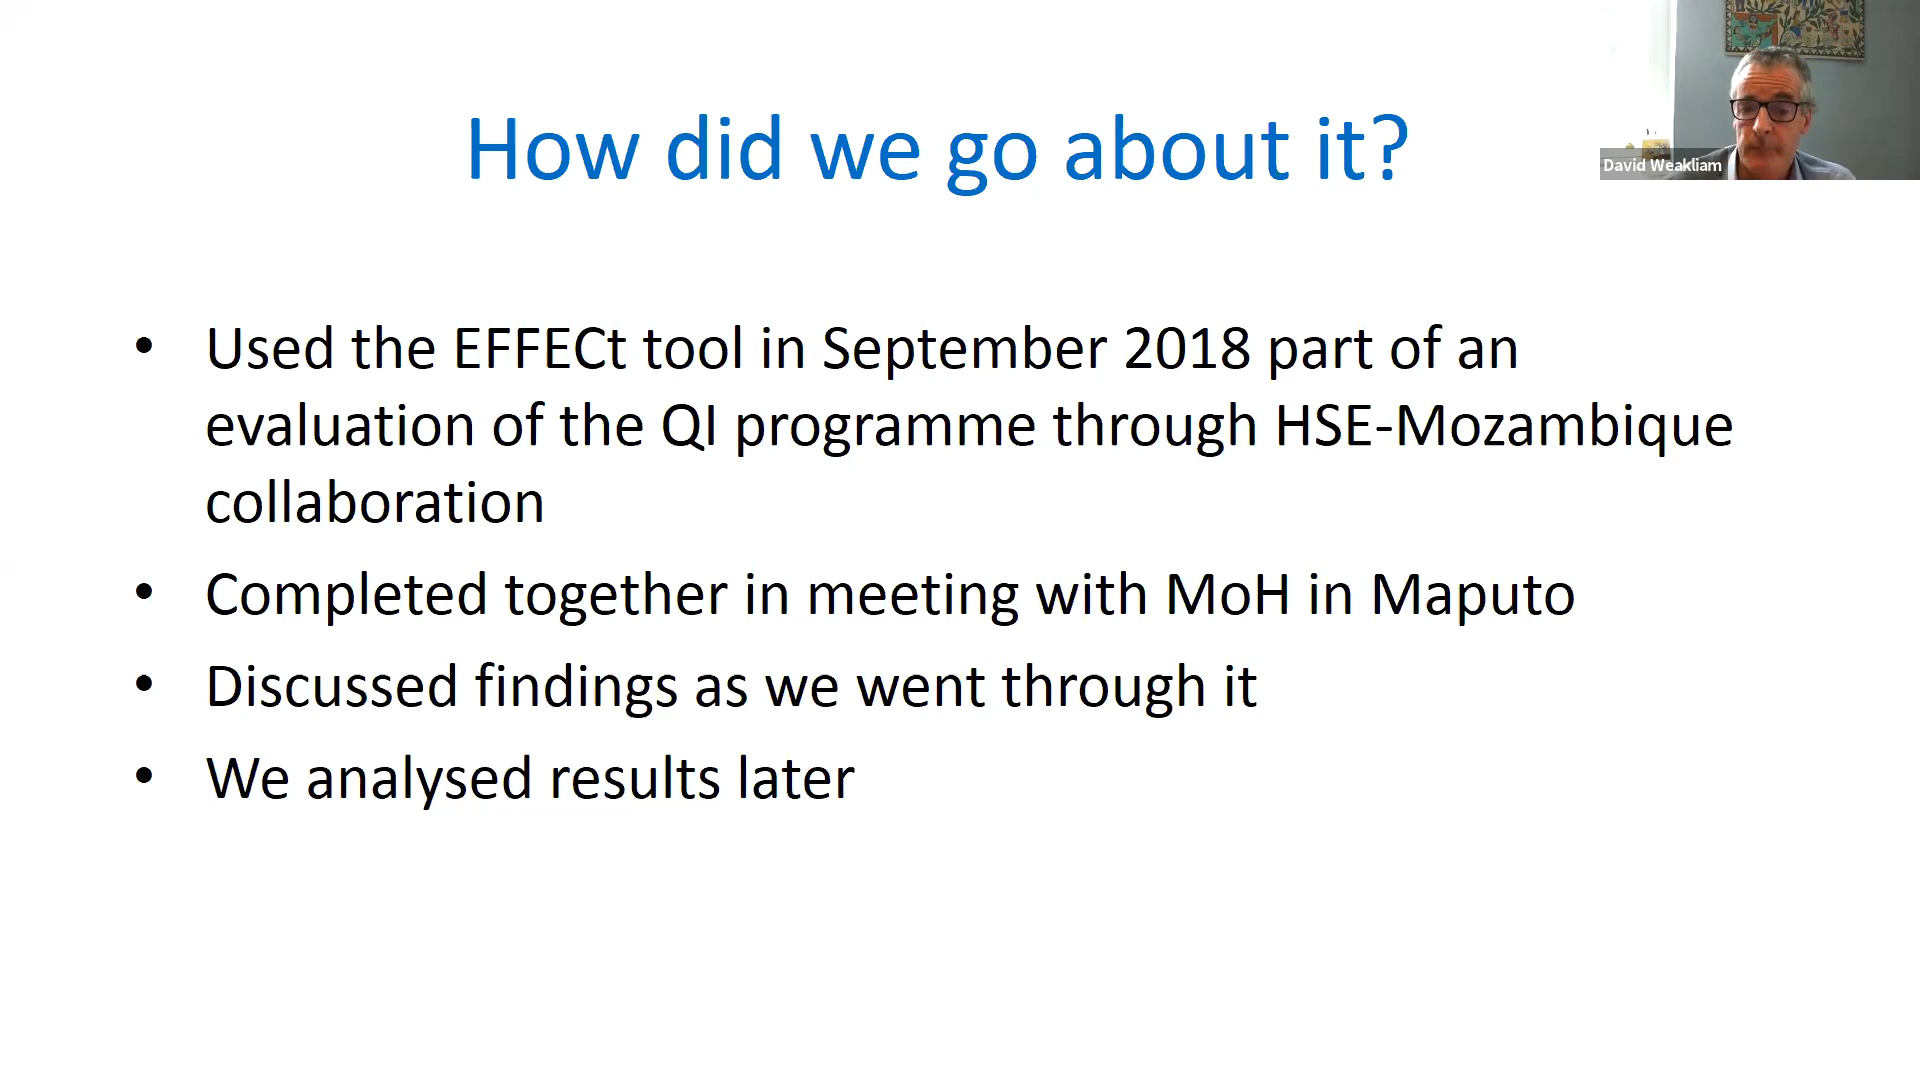 How did we go about it?
David Weakliam
• Used the EFFECt tool in September 2018 part of an
evaluation of the QI programme through HSE-Mozambique
collaboration
• Completed together in meeting with MoH in Maputo
• Discussed findings as we went through it
• We analysed results later